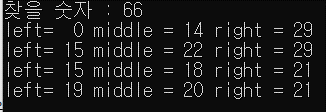 찾을 숫자 : 66
left=  0 middle = 14 right = 29
left= 15 middle = 22 right = 29
left= 15 middle = 18 right = 21
left= 19 middle = 20 right = 21